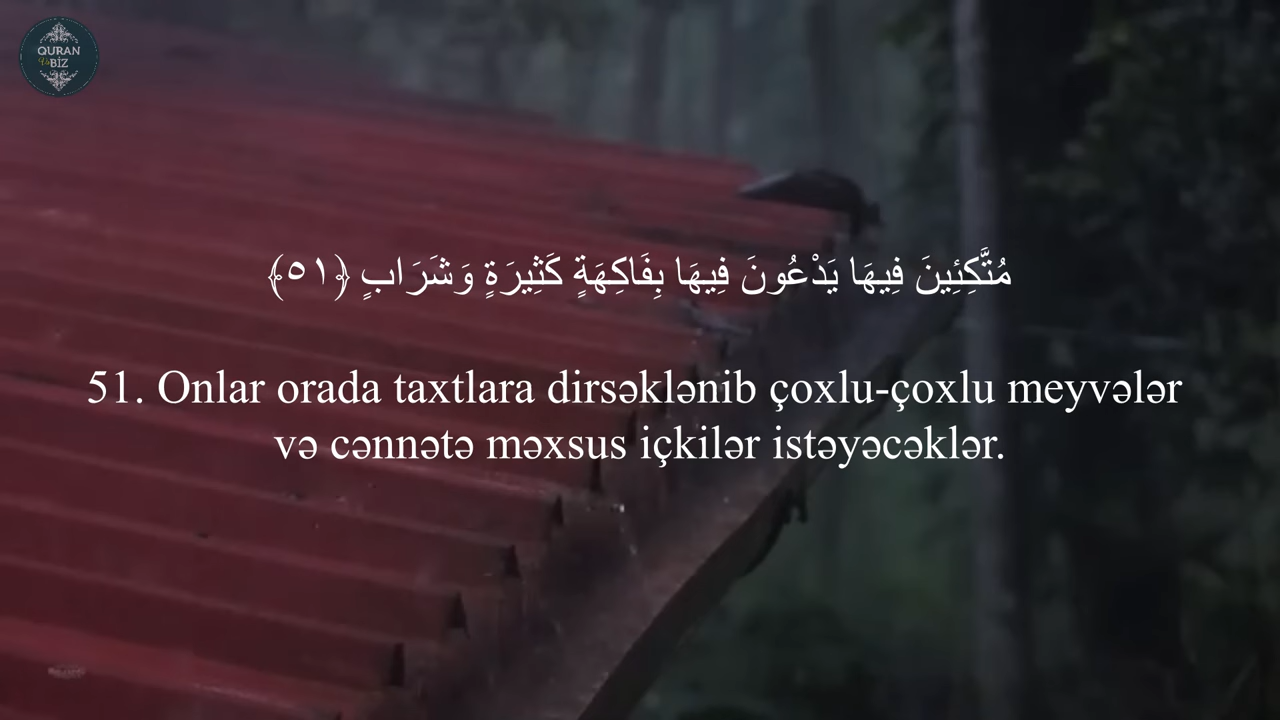 QURAN
Və BİZ
مُتَّكِئِينَ فِيهَا يَدْعُونَ فِيهَا بِفَاكِهَةٍ كَثِيرَةٍ وَشَرَابٍ ﴿٥١﴾
51. Onlar orada taxtlara dirsəklənib çoxlu-çoxlu meyvələr
və cənnətə məxsus içkilər istəyəcəklər.